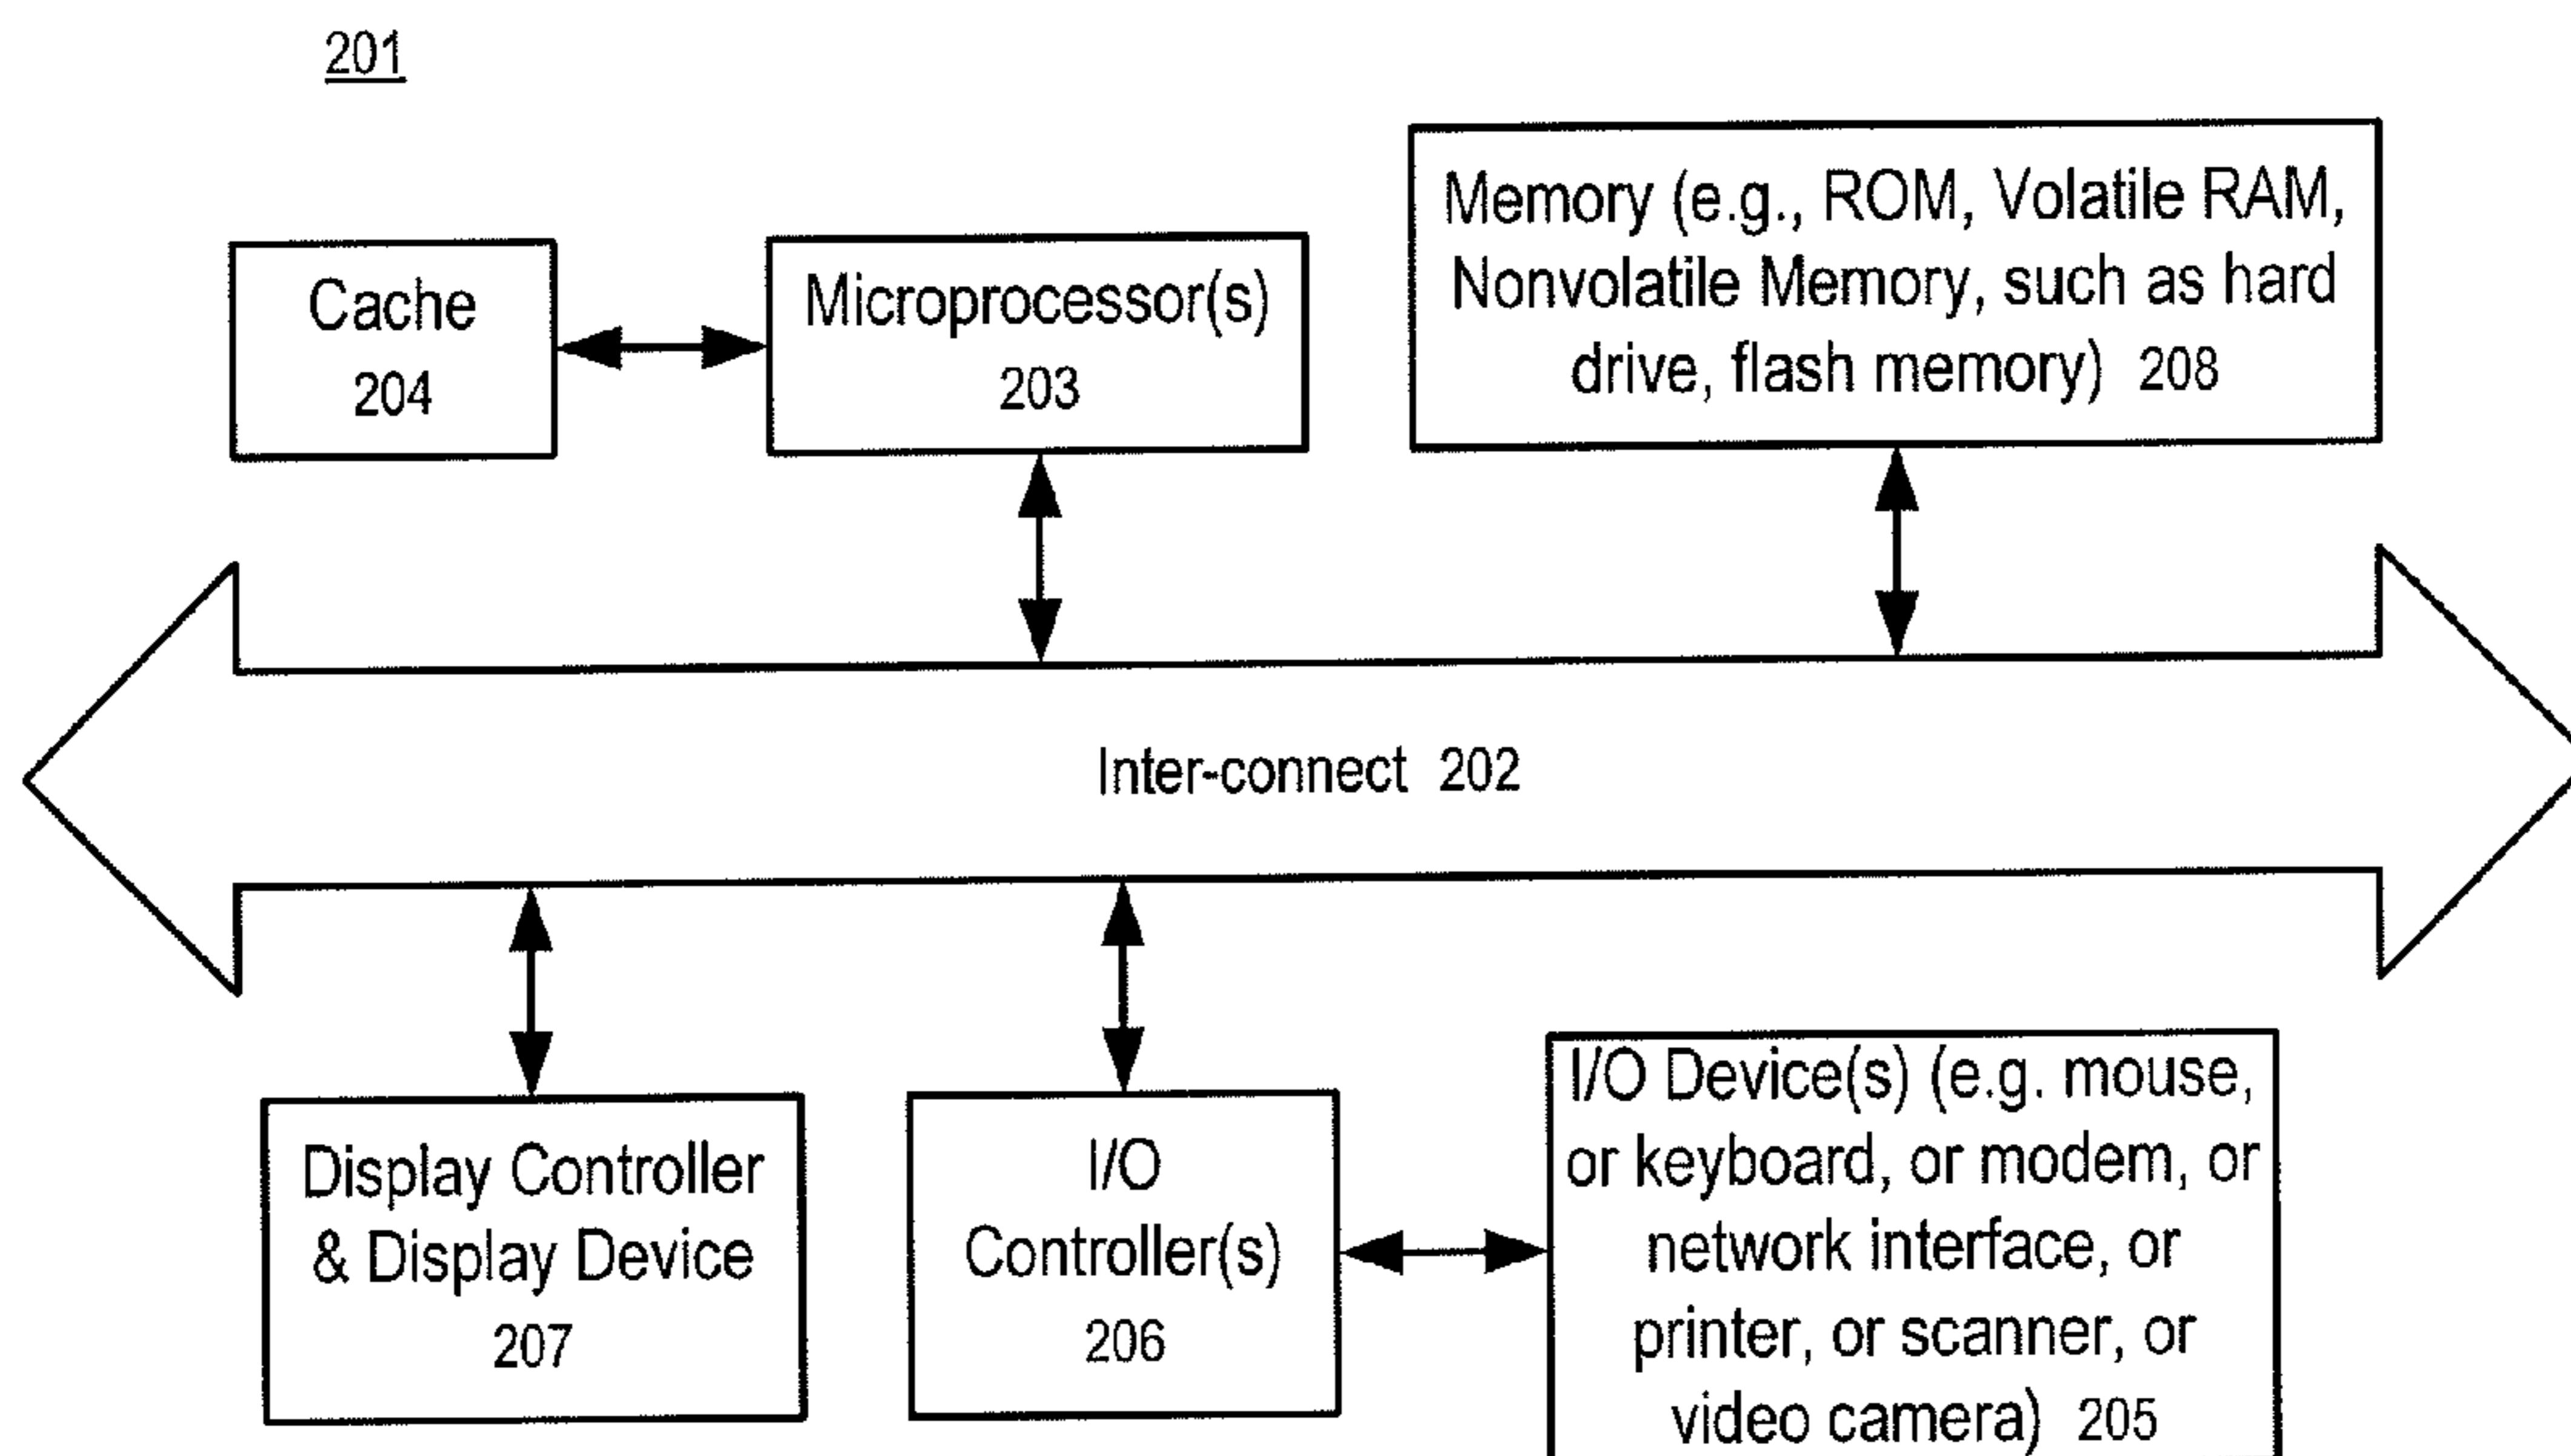 201
Cache
204
Microprocessor(s)
203
Memory (e.g., ROM, Volatile RAM,
Nonvolatile Memory, such as hard
drive, flash memory) 208
Inter-connect 202
Display Controller
& Display Device
207
I/O
Controller(s)
206
I/O Device(s) (e.g. mouse,
or keyboard, or modem, or
network interface, or
printer, or scanner, or
video camera) 205